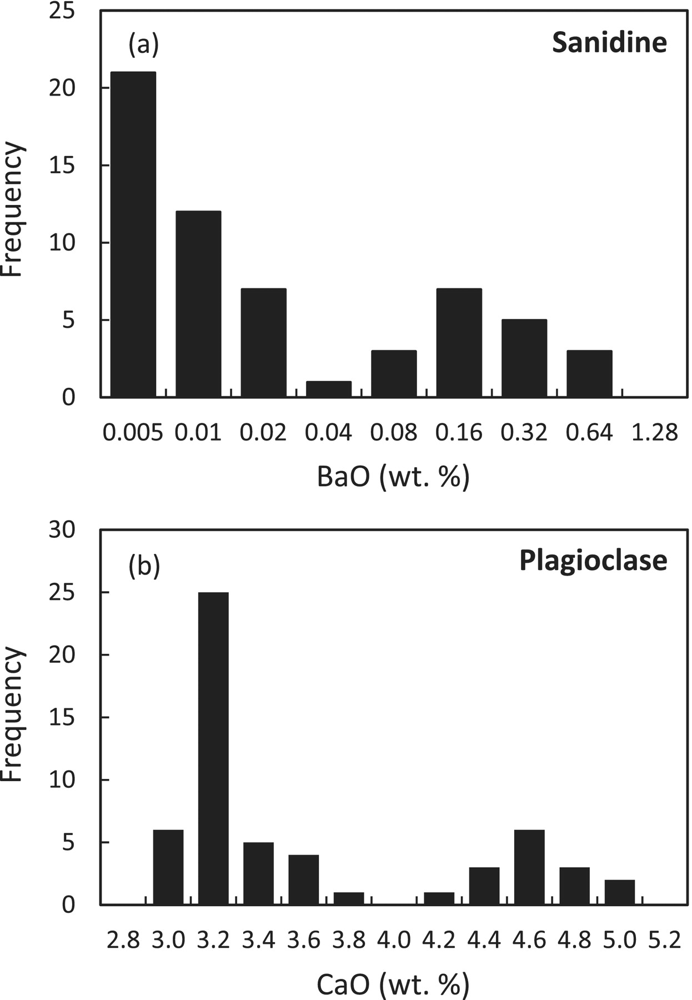 (a)
Sanidine
25
20
15
10
5
0
Frequency
0.005 0.01 0.02 0.04 0.08 0.16 0.32 0.64 1.28
BaO (wt. %)
(b)
Plagioclase
30
25
20
15
10
5
0
Frequency
2.8 3.0 3.2 3.4 3.6 3.8 4.0 4.2 4.4 4.6 4.8 5.0 5.2
CaO (wt. %)